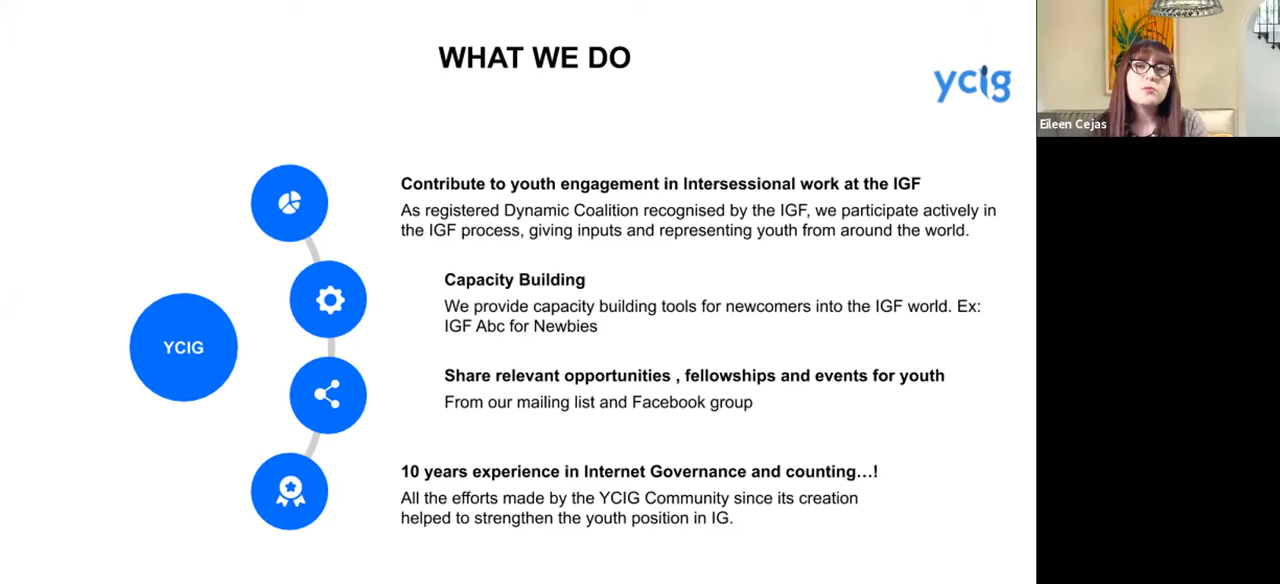 WHAT WE DO
ycig
Eileen Cejas
Contribute to youth engagement in Intersessional work at the IGF
As registered Dynamic Coalition recognised by the IGF, we participate actively in
the IGF process, giving inputs and representing youth from around the world.
Capacity Building
We provide capacity building tools for newcomers into the IGF world. Ex:
IGF Abc for Newbies
YCIG
Share relevant opportunities , fellowships and events for youth
From our mailing list and Facebook group
10 years experience in Internet Governance and counting…!
All the efforts made by the YCIG Community since its creation
helped to strengthen the youth position in IG.